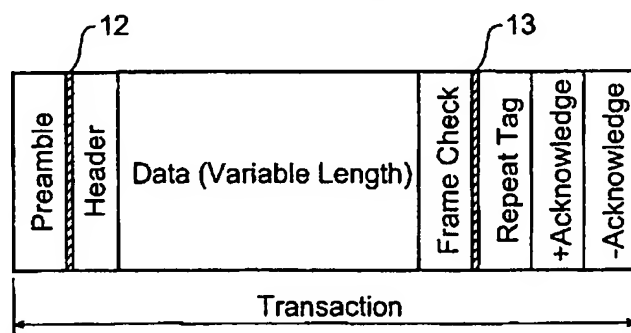 12
13
Preamble
Header
Data (Variable Length)
Frame Check
Repeat Tag
+Acknowledge
-Acknowledge
Transaction